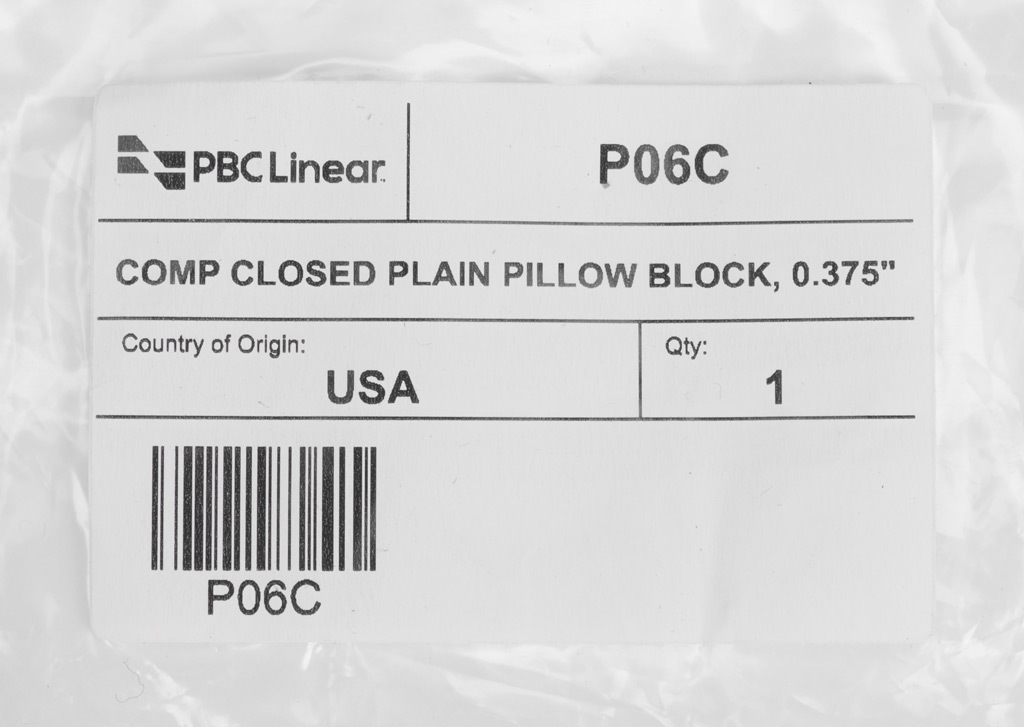 PBC Linear
P06C
COMP CLOSED PLAIN PILLOW BLOCK, 0.375"
Country of Origin:
USA
Qty:
1
P06C